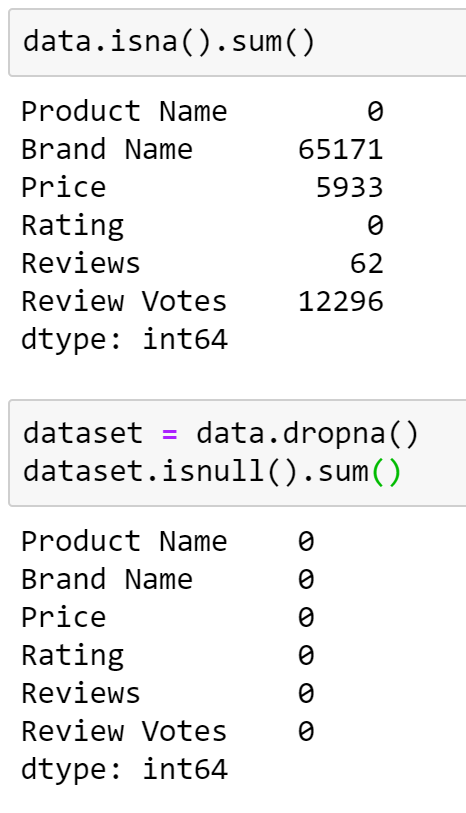 data.isna().sum()
Product Name 0
Brand Name 65171
Price 5933
Rating 0
Reviews 62
Review Votes 12296
dtype: int64
dataset = data.dropna()
dataset.isnull().sum()
Product Name 0
Brand Name 0
Price 0
Rating 0
Reviews 0
Review Votes 0
dtype: int64